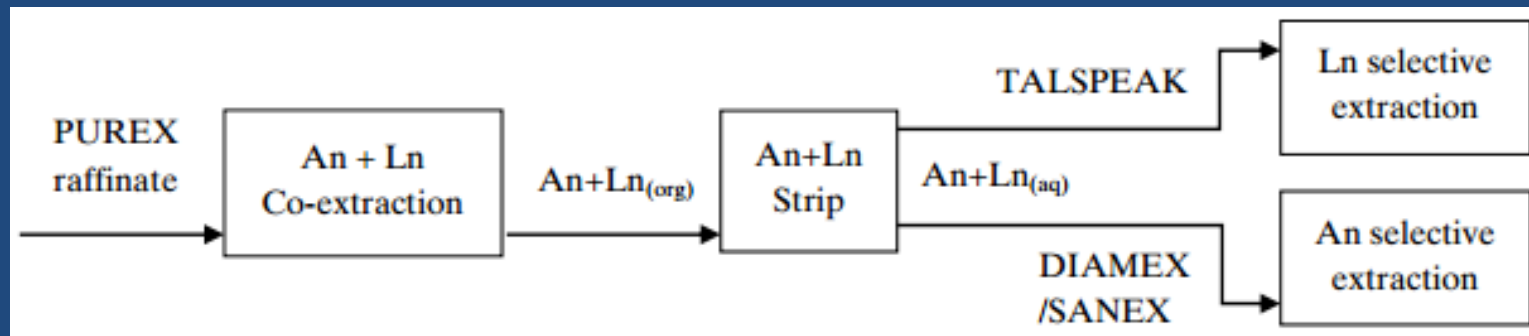 PUREX
raffinate
An + Ln
Co-extraction
An+Ln(org)
An+Ln
Strip
An+Ln(aq)
TALSPEAK
Ln selective
extraction
DIAMEX
/SANEX
An selective
extraction